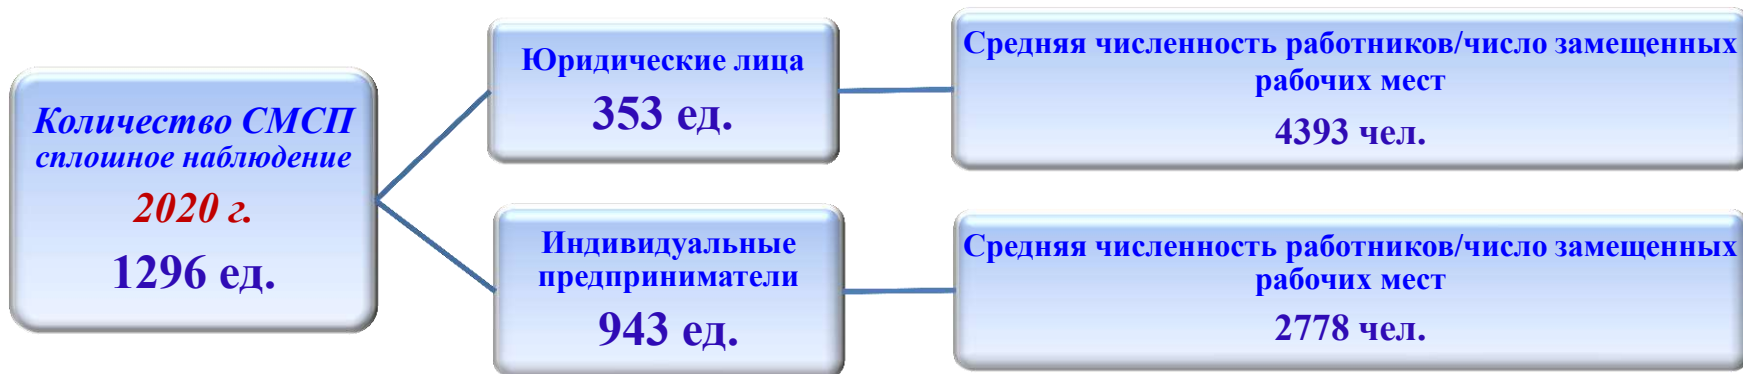 Количество СМСП
сплошное наблюдение
2020 г.
1296 ед.
Юридические лица
353 ед.
Средняя численность работников/число замещенных
рабочих мест
4393 чел.
Индивидуальные
предприниматели
943 ед.
Средняя численность работников/число замещенных
рабочих мест
2778 чел.